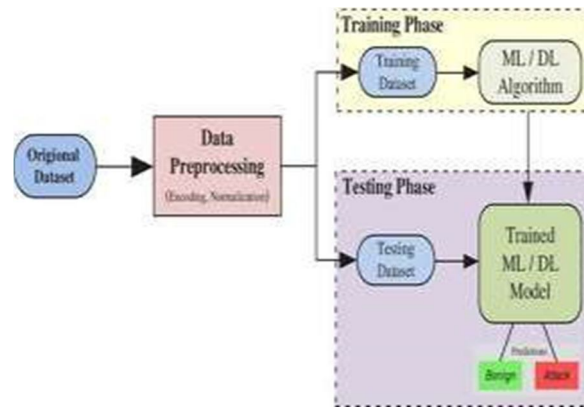 Training Phase
Training
Dataset
ML / DL
Algorithm
Origional
Dataset
Data
Preprocessing
(Encoding, Normalization)
Testing Phase
Testing
Dataset
Trained
ML / DL
Model
Predictions
Benign
Attack